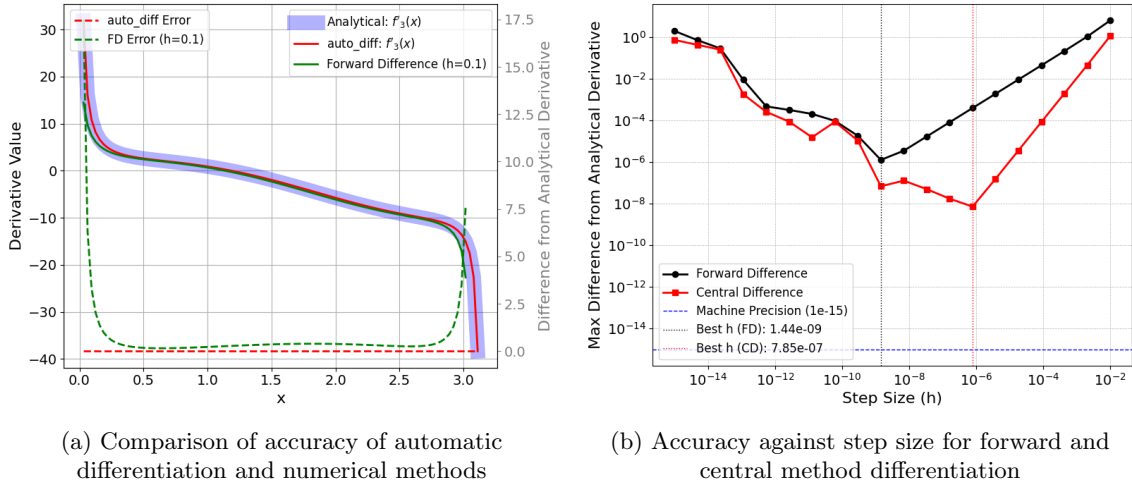 auto_diff Error
FD Error (h=0.1)
Analytical: f'₃(x)
auto_diff: f'₃(x)
Forward Difference (h=0.1)
30
20
10
0
−10
−20
−30
−40
Derivative Value
17.5
15.0
12.5
10.0
7.5
5.0
2.5
0.0
Difference from Analytical Derivative
0.0 0.5 1.0 1.5 2.0 2.5 3.0
x
(a) Comparison of accuracy of automatic
differentiation and numerical methods
Max Difference from Analytical Derivative
10⁰
10⁻²
10⁻⁴
10⁻⁶
10⁻⁸
10⁻¹⁰
10⁻¹²
10⁻¹⁴
Forward Difference
Central Difference
Machine Precision (1e-15)
Best h (FD): 1.44e-09
Best h (CD): 7.85e-07
10⁻¹⁴ 10⁻¹² 10⁻¹⁰ 10⁻⁸ 10⁻⁶ 10⁻⁴ 10⁻²
Step Size (h)
(b) Accuracy against step size for forward and
central method differentiation